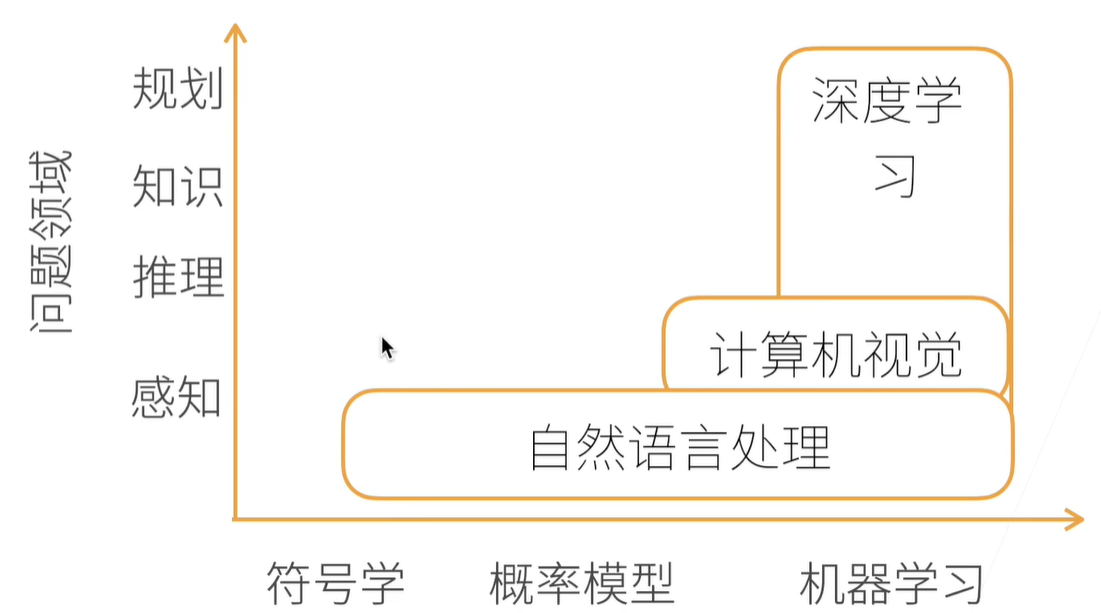 问题领域
规划
知识
推理
感知
深度学
习
计算机视觉
自然语言处理
符号学
概率模型
机器学习